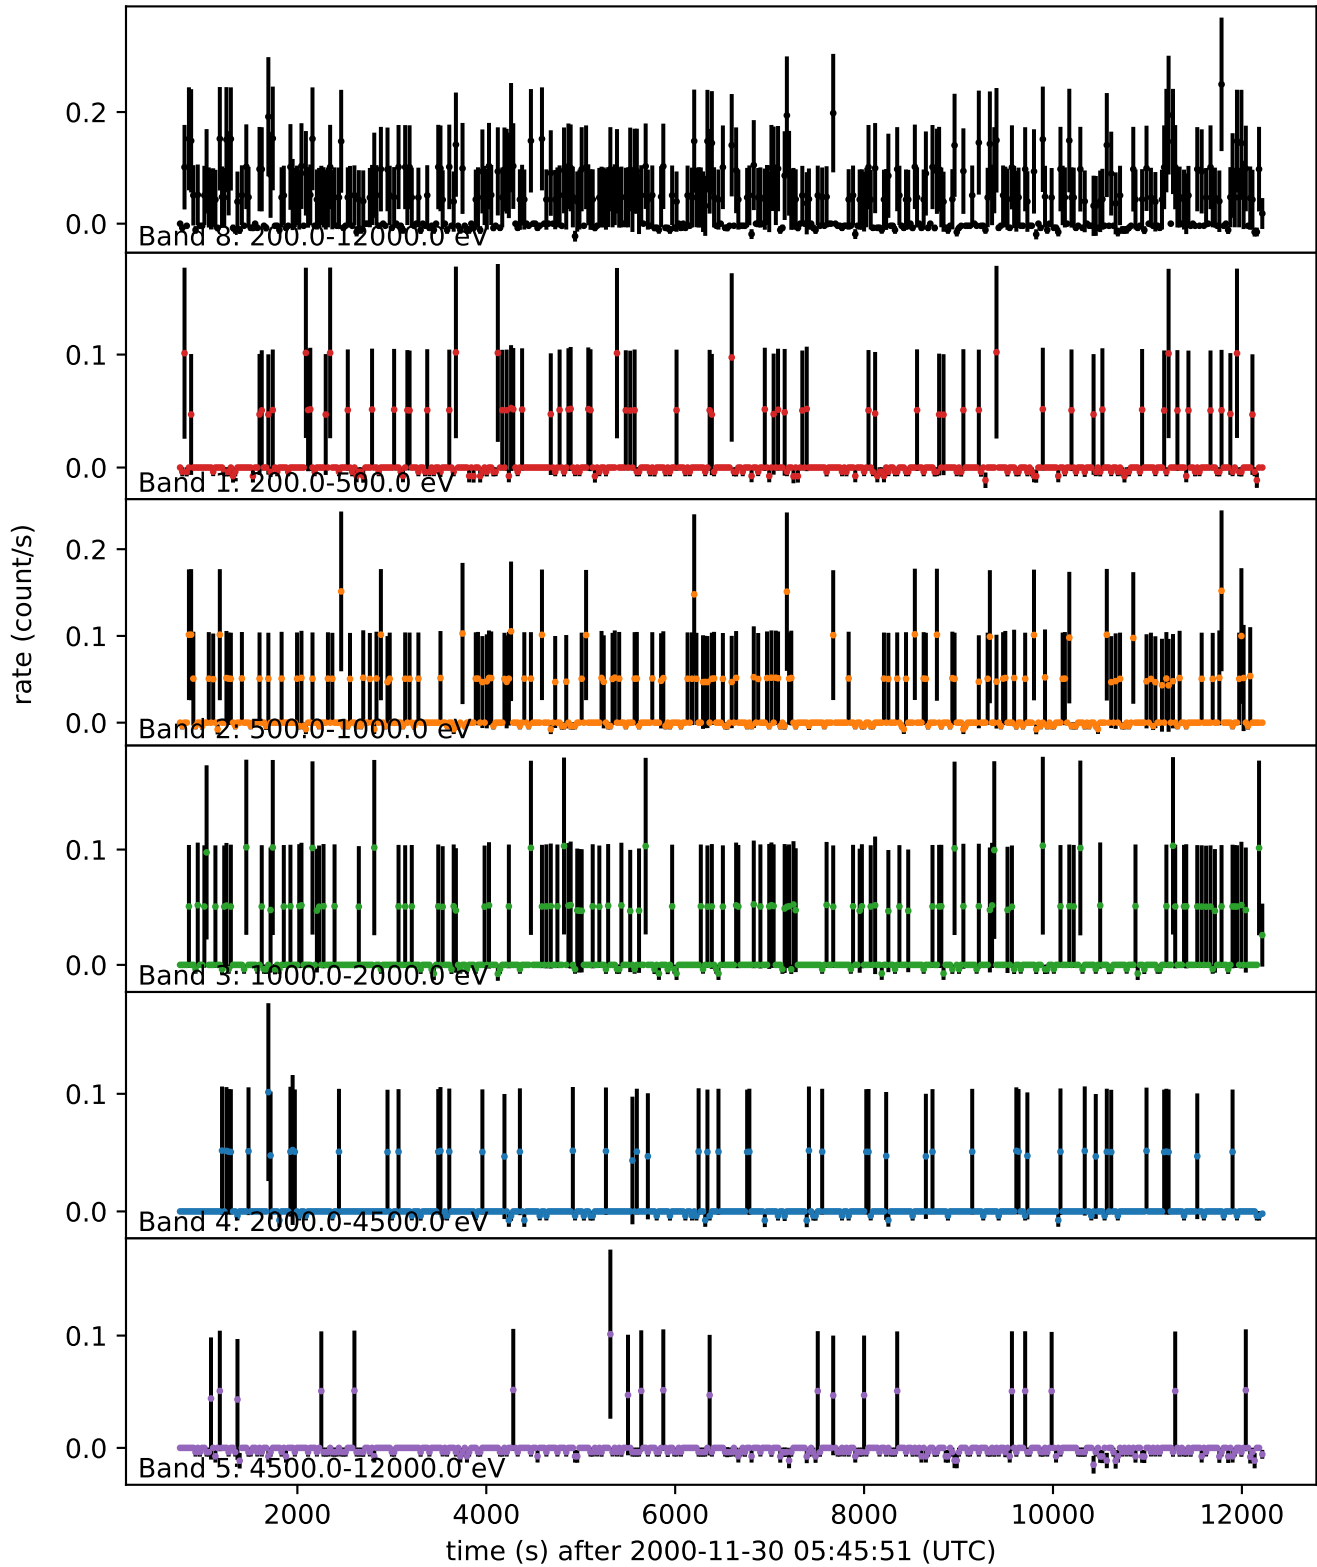 0.2
0.0
Band 8: 200.0-12000.0 eV
0.1
0.0
Band 1: 200.0-500.0 eV
rate (count/s)
0.2
0.1
0.0
Band 2: 500.0-1000.0 eV
0.1
0.0
Band 3: 1000.0-2000.0 eV
0.1
0.0
Band 4: 2000.0-4500.0 eV
0.1
0.0
Band 5: 4500.0-12000.0 eV
2000 4000 6000 8000 10000 12000
time (s) after 2000-11-30 05:45:51 (UTC)